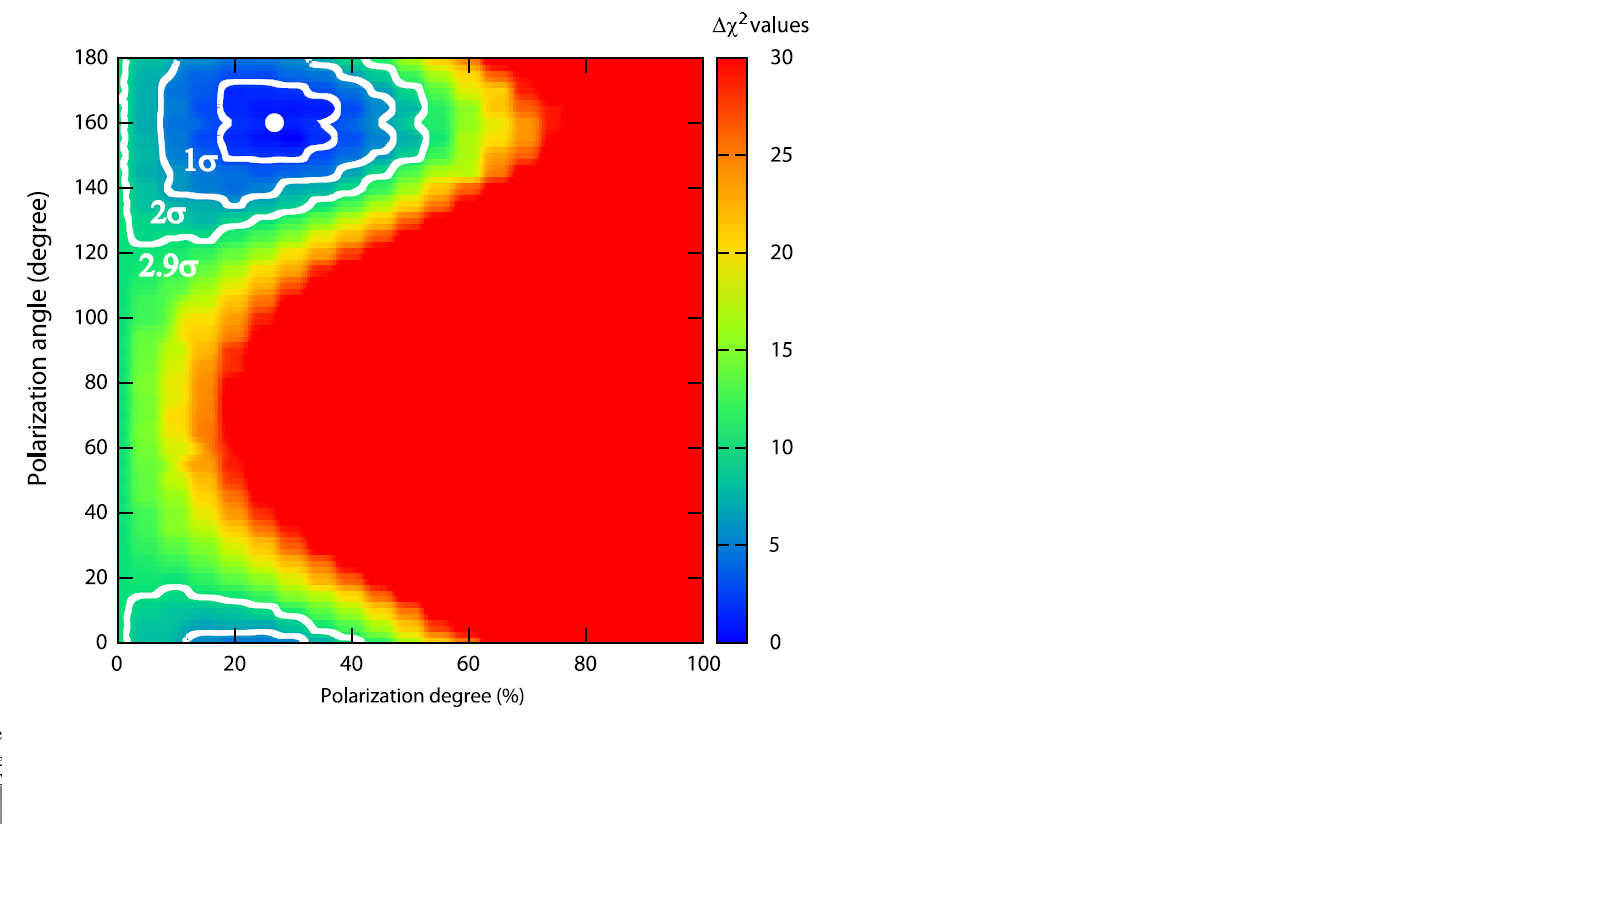 Δχ²values
180
160
140
120
100
80
60
40
20
0
Polarization angle (degree)
1σ
2σ
2.9σ
30
25
20
15
10
5
0
0 20 40 60 80 100
Polarization degree (%)